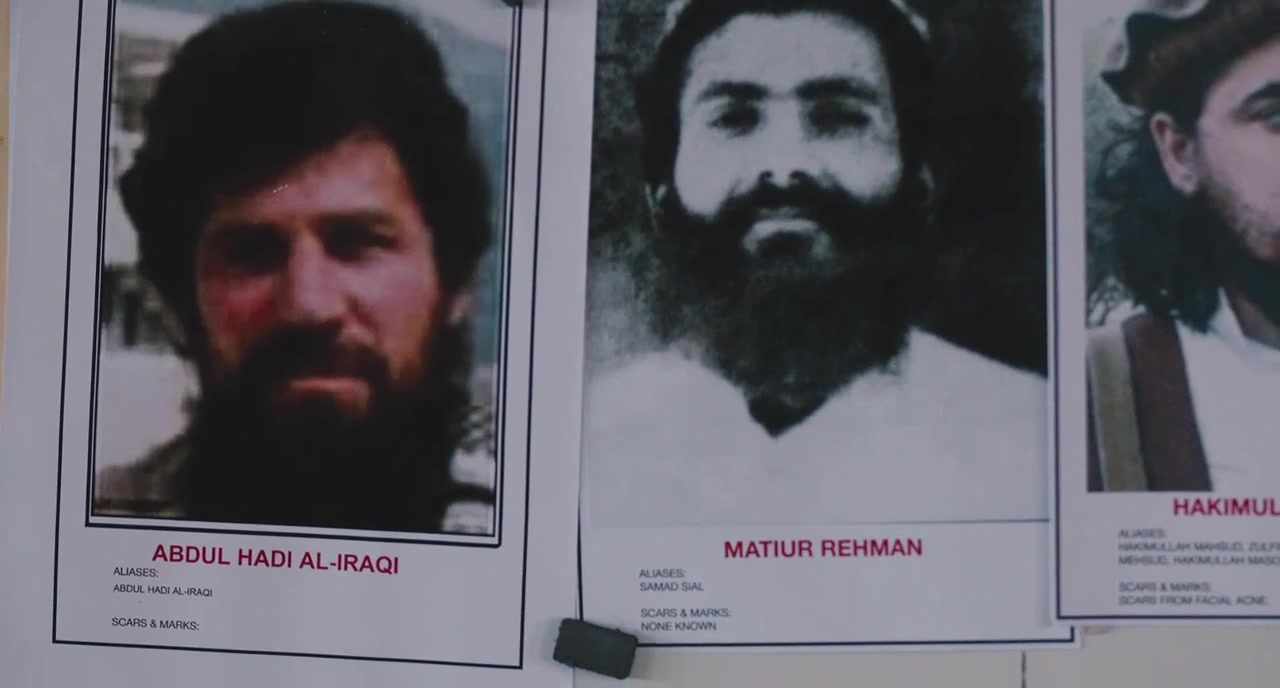 ABDUL HADI AL-IRAQI
ALIASES:
ABDUL HADI AL-IRAQI
SCARS & MARKS:
MATIUR REHMAN
ALIASES:
SAMAD SIAL
SCARS & MARKS:
NONE KNOWN
HAKIMUL
ALIASES:
HAKIMULLAH MAHSUD,
MEHSUD, HAKIMULLAH
SCARS & MARKS:
SCARS FROM FACIAL ACNE.